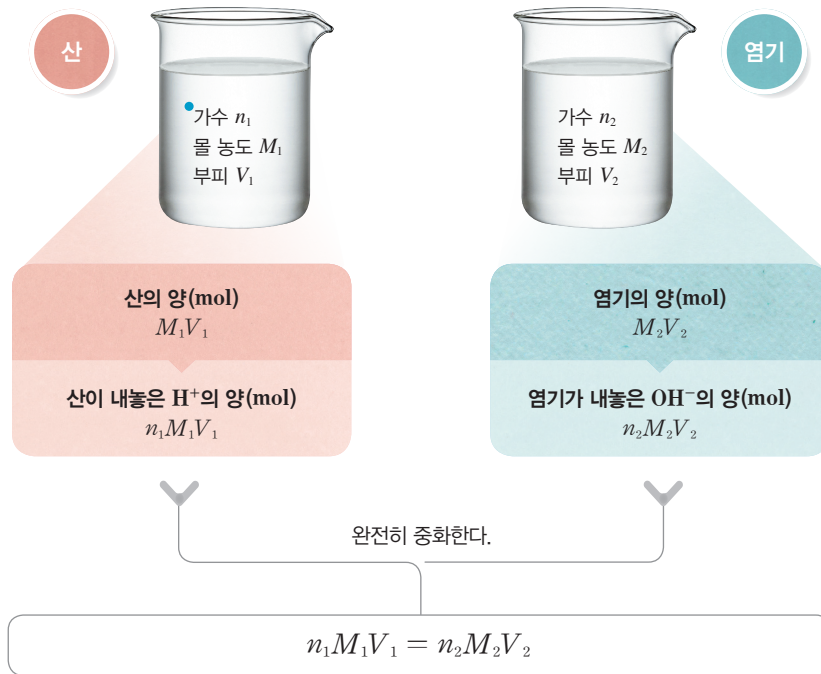 산
염기
가수 n₁
몰 농도 M₁
부피 V₁
가수 n₂
몰 농도 M₂
부피 V₂
산의 양(mol)
M₁V₁
산이 내놓은 H⁺의 양(mol)
n₁M₁V₁
염기의 양(mol)
M₂V₂
염기가 내놓은 OH⁻의 양(mol)
n₂M₂V₂
완전히 중화한다.
n₁M₁V₁ = n₂M₂V₂